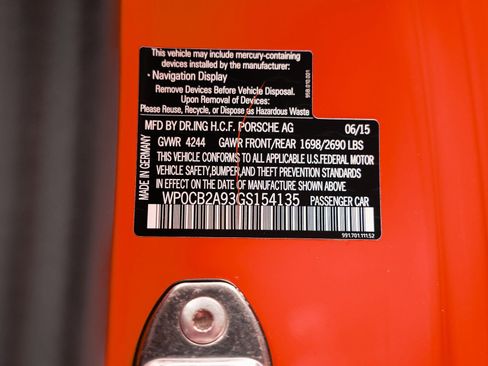 This vehicle may include mercury-containing
devices installed by the manufacturer:
• Navigation Display
Remove Devices Before Vehicle Disposal.
Upon Removal of Devices:
Please Reuse, Recycle, or Dispose as Hazardous Waste
MFD BY DR.ING H.C.F. PORSCHE AG 06/15
GVWR 4244 GAWR FRONT/REAR 1698/2690 LBS
THIS VEHICLE CONFORMS TO ALL APPLICABLE U.S.FEDERAL MOTOR
VEHICLE SAFETY,BUMPER,AND THEFT PREVENTION STANDARDS
IN EFFECT ON THE DATE OF MANUFACTURE SHOWN ABOVE.
WP0CB2A93GS154135 PASSENGER CAR
MADE IN GERMANY
991.701.111.52